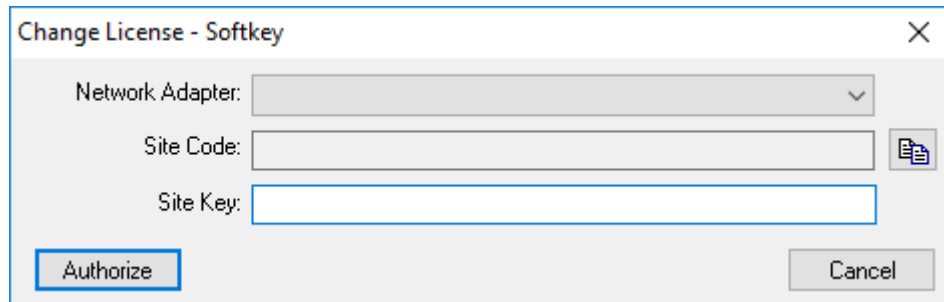 Change License - Softkey
Network Adapter:
Site Code:
Site Key:
Authorize
Cancel